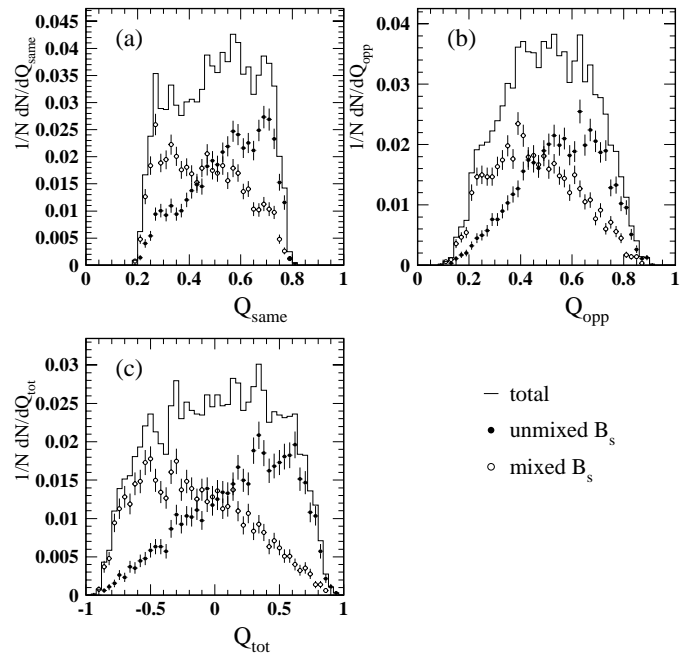 (a)
1/N dN/dQsame
0.045
0.04
0.035
0.03
0.025
0.02
0.015
0.01
0.005
0
0 0.2 0.4 0.6 0.8 1
Qsame
(b)
1/N dN/dQopp
0.04
0.03
0.02
0.01
0
0 0.2 0.4 0.6 0.8 1
Qopp
(c)
1/N dN/dQtot
0.03
0.025
0.02
0.015
0.01
0.005
0
-1 -0.5 0 0.5 1
Qtot
total
unmixed Bs
mixed Bs